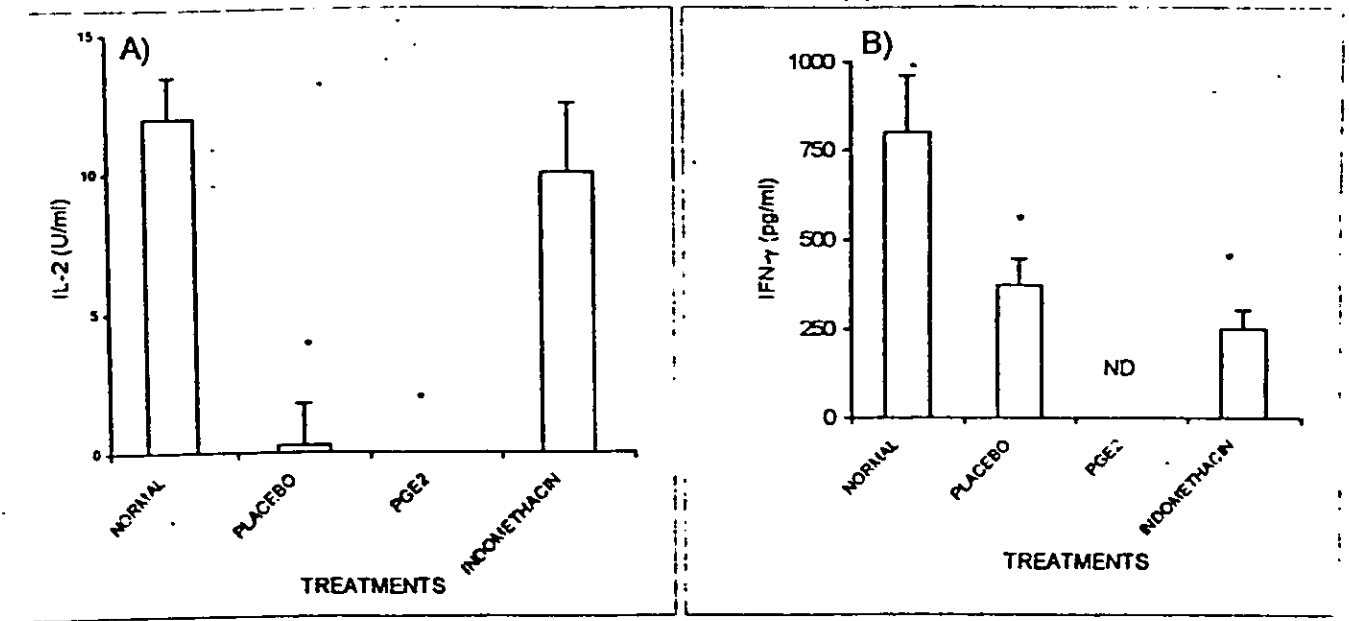 A)
15
10
5
0
IL-2 (U/ml)
NORMAL
PLACEBO
PGE2
INDOMETHACIN
TREATMENTS
B)
1000
750
500
250
0
IFN-γ (pg/ml)
ND
NORMAL
PLACEBO
PGE2
INDOMETHACIN
TREATMENTS